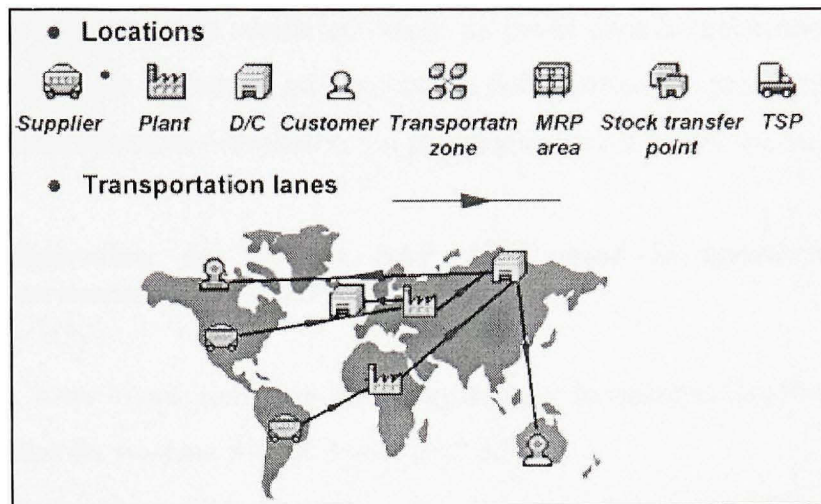 • Locations
Supplier Plant D/C Customer Transportatn zone MRP area Stock transfer point TSP
• Transportation lanes